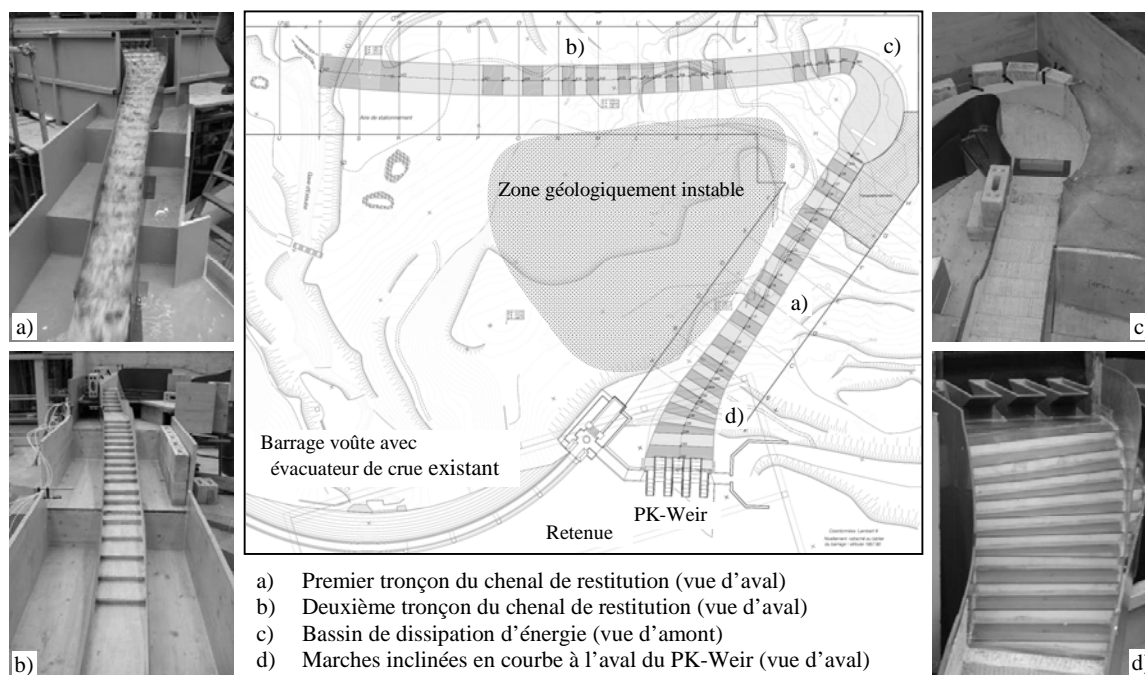 a)
b)
c)
Zone géologiquement instable
a)
d)
Barrage voûte avec
évacuateur de crue existant
PK-Weir
Retenue
a)
b)
c)
d)
a) Premier tronçon du chenal de restitution (vue d'aval)
b) Deuxième tronçon du chenal de restitution (vue d'aval)
c) Bassin de dissipation d'énergie (vue d'amont)
d) Marches inclinées en courbe à l'aval du PK-Weir (vue d'aval)